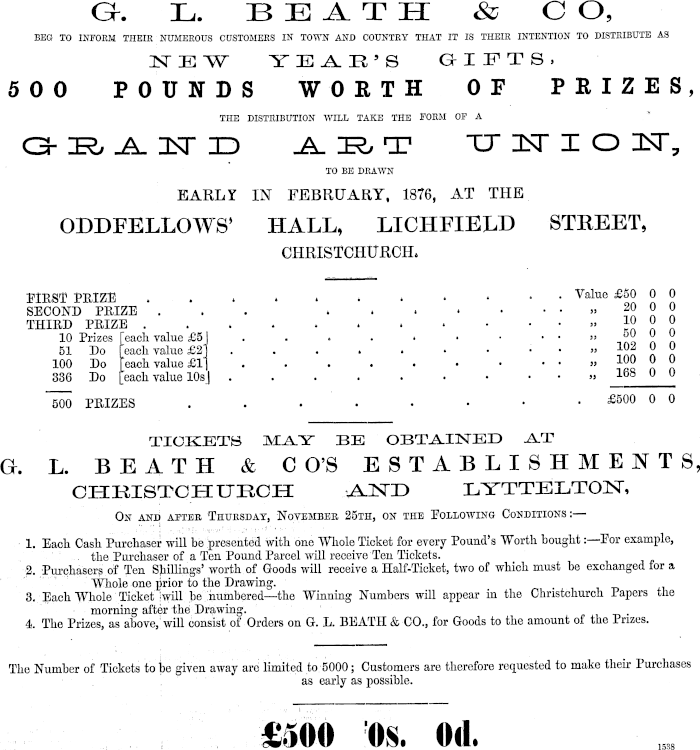 G. L. BEATH & CO,
BEG TO INFORM THEIR NUMEROUS CUSTOMERS IN TOWN AND COUNTRY THAT IT IS THEIR INTENTION TO DISTRIBUTE AS
NEW YEAR'S GIFTS,
500 POUNDS WORTH OF PRIZES,
THE DISTRIBUTION WILL TAKE THE FORM OF A
GRAND ART UNION,
TO BE DRAWN
EARLY IN FEBRUARY, 1876, AT THE
ODDFELLOWS' HALL, LICHFIELD STREET,
CHRISTCHURCH.
FIRST PRIZE . . . . . . . . . . Value £50 0 0
SECOND PRIZE . . . . . . . . . . „ 20 0 0
THIRD PRIZE . . . . . . . . . . „ 10 0 0
10 Prizes [each value £5] . . . . . . . . „ 50 0 0
51 Do [each value £2] . . . . . . . . „ 102 0 0
100 Do [each value £1] . . . . . . . . „ 100 0 0
336 Do [each value 10s] . . . . . . . . „ 168 0 0
500 PRIZES . . . . . . . . £500 0 0
TICKETS MAY BE OBTAINED AT
G. L. BEATH & CO'S ESTABLISHMENTS,
CHRISTCHURCH AND LYTTELTON,
ON AND AFTER THURSDAY, NOVEMBER 25TH, ON THE FOLLOWING CONDITIONS:—
1. Each Cash Purchaser will be presented with one Whole Ticket for every Pound's Worth bought:—For example,
the Purchaser of a Ten Pound Parcel will receive Ten Tickets.
2. Purchasers of Ten Shillings' worth of Goods will receive a Half-Ticket, two of which must be exchanged for a
Whole one prior to the Drawing.
3. Each Whole Ticket will be numbered—the Winning Numbers will appear in the Christchurch Papers the
morning after the Drawing.
4. The Prizes, as above, will consist of Orders on G. L. BEATH & CO., for Goods to the amount of the Prizes.
The Number of Tickets to be given away are limited to 5000; Customers are therefore requested to make their Purchases
as early as possible.
£500 0s. 0d.
1538